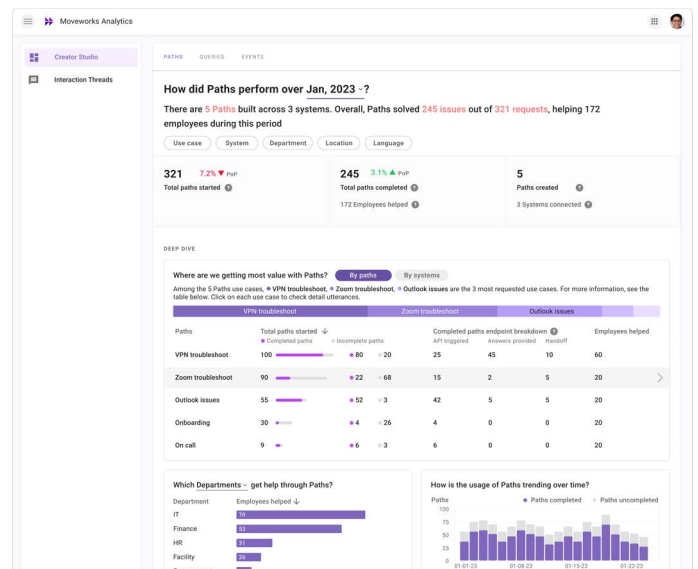 Moveworks Analytics
Creator Studio
Interaction Threads
PATHS QUERIES EVENTS
How did Paths perform over Jan, 2023 ?
There are 5 Paths built across 3 systems. Overall, Paths solved 245 issues out of 321 requests, helping 172
employees during this period
Use case System Department Location Language
321 7.2% ▼ PoP
Total paths started ?
245 3.1% ▲ PoP
Total paths completed ?
172 Employees helped ?
5
Paths created ?
3 Systems connected ?
DEEP DIVE
Where are we getting most value with Paths? By paths By systems
Among the 5 Paths use cases, • VPN troubleshoot, • Zoom troubleshoot, • Outlook issues are the 3 most requested use cases. For more information, see the
table below. Click on each use case to check detail utterances.
VPN troubleshoot Zoom troubleshoot Outlook issues
Paths Total paths started ↓ Completed paths endpoint breakdown ? Employees helped
• Completed paths • Incomplete paths API triggered Answers provided Handoff
VPN troubleshoot 100 • 80 • 20 25 45 10 60
Zoom troubleshoot 90 • 22 • 68 15 2 5 20
Outlook issues 55 • 52 • 3 42 5 5 20
Onboarding 30 • 4 • 26 4 0 0 20
On call 9 • 6 • 3 6 0 0 20
Which Departments get help through Paths?
Department Employees helped ↓
IT 70
Finance 53
HR 31
Facility 26
How is the usage of Paths trending over time?
Paths • Paths completed • Paths uncompleted
100
75
50
25
0
01-01-23 01-08-23 01-15-23 01-22-23